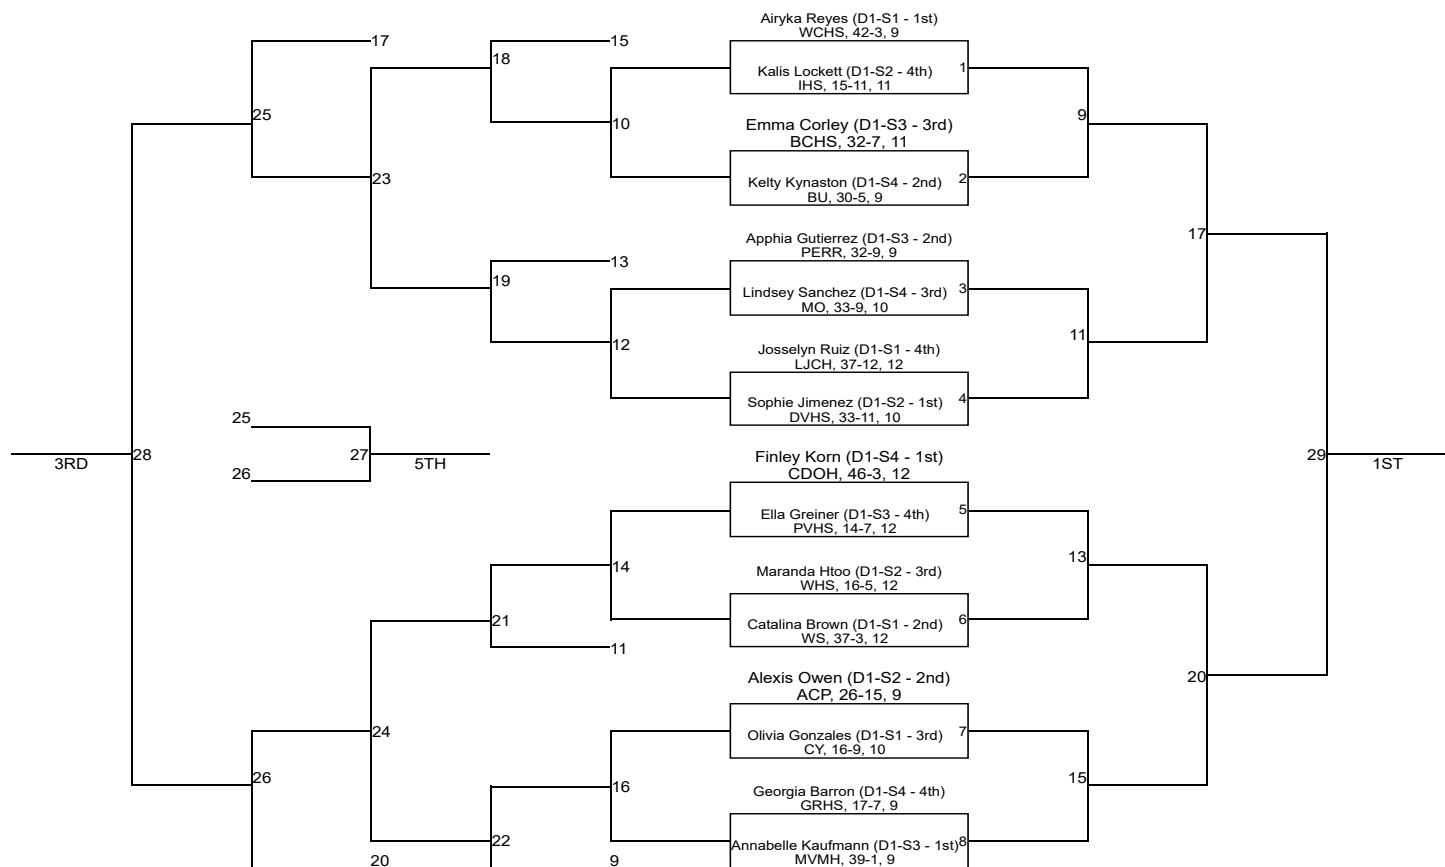 Airyka Reyes (D1-S1 - 1st)
WCHS, 42-3, 9
17
15
18
Kalis Lockett (D1-S2 - 4th)
1
IHS, 15-11, 11
25
10
9
Emma Corley (D1-S3 - 3rd)
BCHS, 32-7, 11
23
Kelty Kynaston (D1-S4 - 2nd)
2
BU, 30-5, 9
17
Apphia Gutierrez (D1-S3 - 2nd)
PERR, 32-9, 9
13
19
Lindsey Sanchez (D1-S4 - 3rd)
3
MO, 33-9, 10
12
11
Josselyn Ruiz (D1-S1 - 4th)
LJCH, 37-12, 12
Sophie Jimenez (D1-S2 - 1st)
4
DVHS, 33-11, 10
25
28
27
29
3RD
5TH
1ST
Finley Korn (D1-S4 - 1st)
CDOH, 46-3, 12
26
Ella Greiner (D1-S3 - 4th)
5
PVHS, 14-7, 12
14
13
Maranda Htoo (D1-S2 - 3rd)
WHS, 16-5, 12
21
Catalina Brown (D1-S1 - 2nd)
6
WS, 37-3, 12
11
20
Alexis Owen (D1-S2 - 2nd)
ACP, 26-15, 9
24
Olivia Gonzales (D1-S1 - 3rd)
7
CY, 16-9, 10
26
16
15
Georgia Barron (D1-S4 - 4th)
GRHS, 17-7, 9
22
Annabelle Kaufmann (D1-S3 - 1st)
8
MVMH, 39-1, 9
20
9